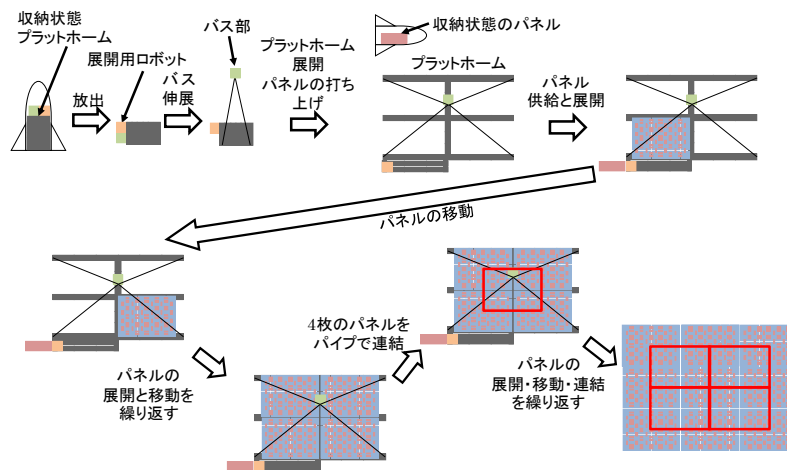 収納状態
プラットホーム
展開用ロボット
放出
バス
伸展
バス部
プラットホーム
展開
パネルの打ち
上げ
収納状態のパネル
プラットホーム
パネル
供給と展開
パネルの移動
パネルの
展開と移動を
繰り返す
4枚のパネルを
パイプで連結
パネルの
展開・移動・連結
を繰り返す